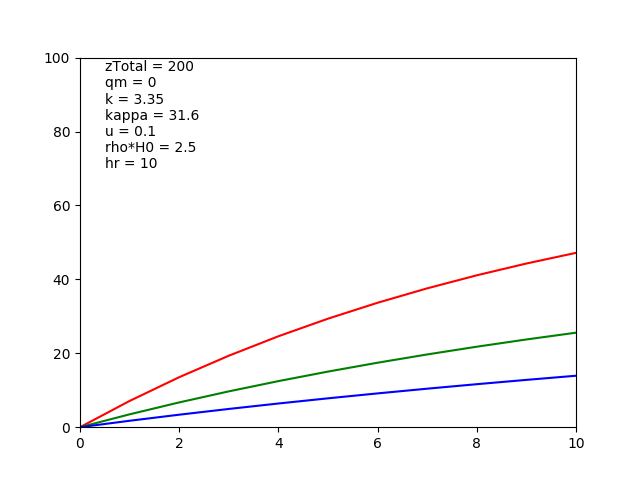 100
80
60
40
20
0
zTotal = 200
qm = 0
k = 3.35
kappa = 31.6
u = 0.1
rho*H0 = 2.5
hr = 10
0 2 4 6 8 10